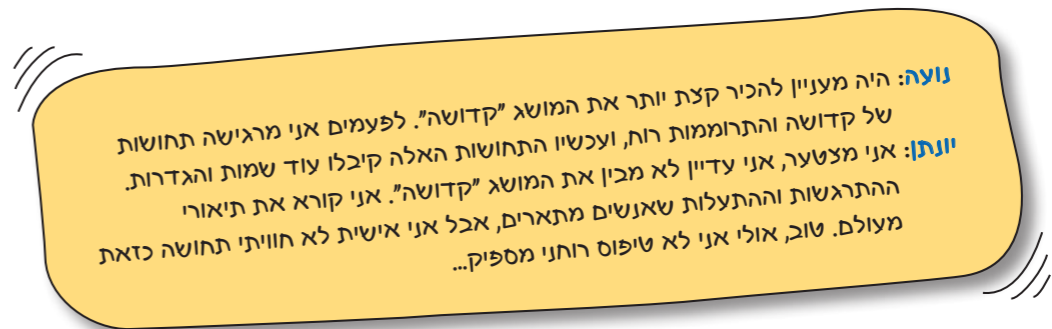 נועה: היה מעניין להכיר קצת יותר את המושג "קדושה". לפעמים אני מרגישה תחושות
של קדושה והתרוממות רוח, ועכשיו התחושות האלה קיבלו עוד שמות והגדרות.
יונתן: אני מצטער, אני עדיין לא מבין את המושג "קדושה". אני קורא את תיאורי
ההתרגשות וההתעלות שאנשים מתארים, אבל אני אישית לא חוויתי תחושה כזאת
מעולם. טוב, אולי אני לא טיפוס רוחני מספיק...